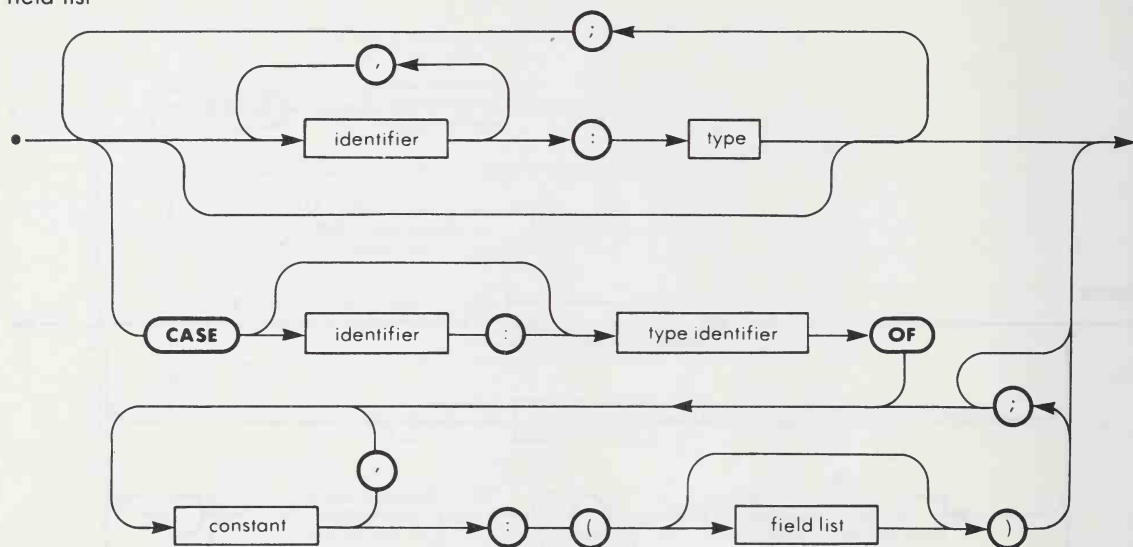 field list
;
,
identifier : type
CASE identifier : type identifier OF
;
,
constant : ( field list )